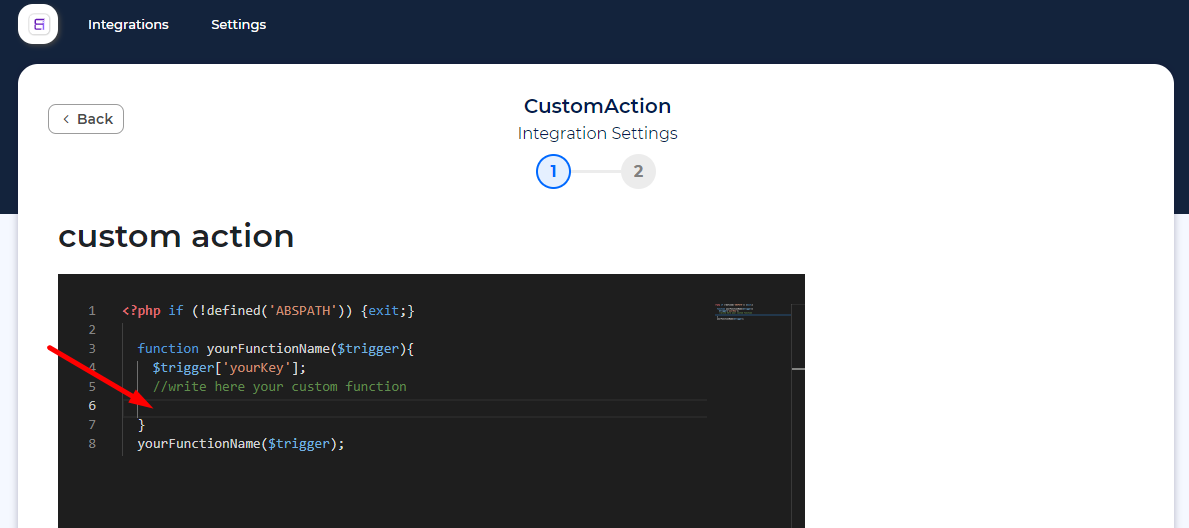 Integrations Settings
Back
CustomAction
Integration Settings
1 2
custom action
1 <?php if (!defined('ABSPATH')) {exit;}
2
3 function yourFunctionName($trigger){
4 $trigger['yourKey'];
5 //write here your custom function
6
7 }
8 yourFunctionName($trigger);